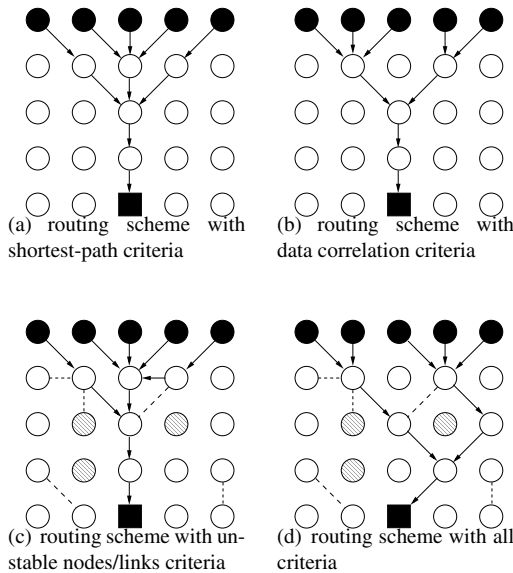 (a) routing scheme with
shortest-path criteria
(b) routing scheme with
data correlation criteria
(c) routing scheme with un-
stable nodes/links criteria
(d) routing scheme with all
criteria